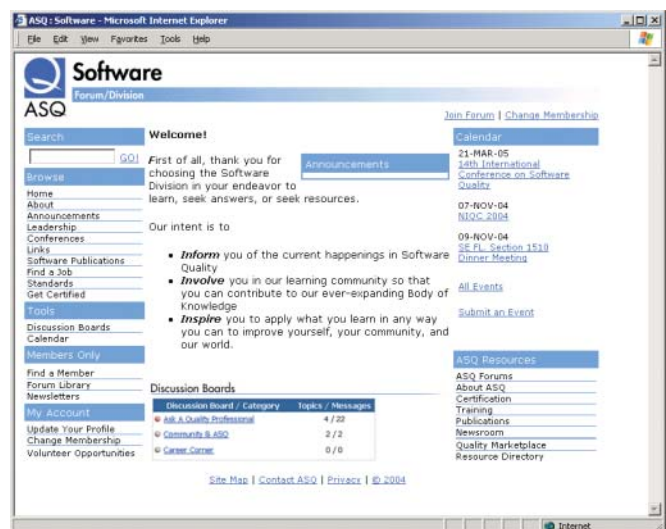 ASQ : Software - Microsoft Internet Explorer
File Edit View Favorites Tools Help
ASQ
Software
Forum/Division
Join Forum | Change Membership
Search
GO!
Browse
Home
About
Announcements
Leadership
Conferences
Links
Software Publications
Find a Job
Standards
Get Certified
Tools
Discussion Boards
Calendar
Members Only
Find a Member
Forum Library
Newsletters
My Account
Update Your Profile
Change Membership
Volunteer Opportunities
Welcome!
First of all, thank you for
choosing the Software
Division in your endeavor to
learn, seek answers, or seek resources.
Announcements
Our intent is to
Inform you of the current happenings in Software
Quality
Involve you in our learning community so that
you can contribute to our ever-expanding Body of
Knowledge
Inspire you to apply what you learn in any way
you can to improve yourself, your community, and
our world.
Discussion Boards
Discussion Board / Category Topics / Messages
Ask A Quality Professional 4 / 22
Community & ASQ 2 / 2
Career Corner 0 / 0
Calendar
21-MAR-05
14th International
Conference on Software
Quality
07-NOV-04
NIQC 2004
09-NOV-04
SE FL. Section 1510
Dinner Meeting
All Events
Submit an Event
ASQ Resources
ASQ Forums
About ASQ
Certification
Training
Publications
Newsroom
Quality Marketplace
Resource Directory
Site Map | Contact ASQ | Privacy | © 2004
Internet